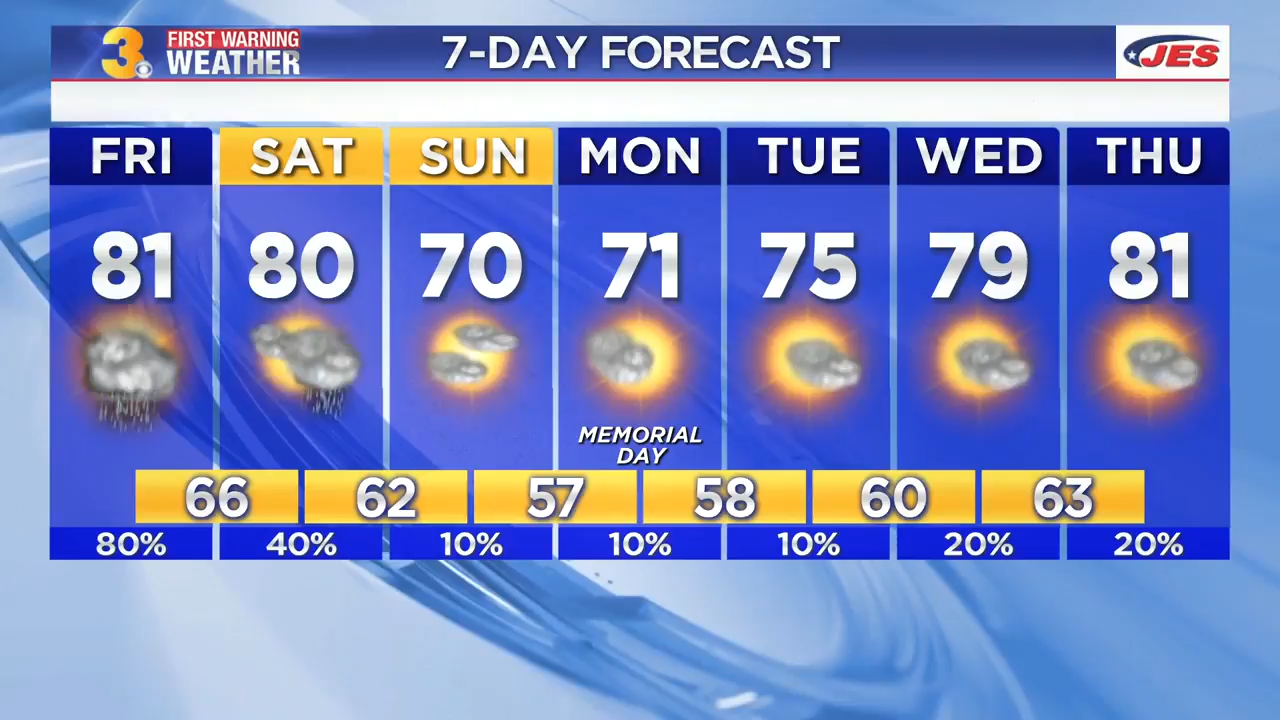 3 FIRST WARNING
WEATHER
7-DAY FORECAST
JES
FRI SAT SUN MON TUE WED THU
81 80 70 71 75 79 81
MEMORIAL
DAY
66 62 57 58 60 63
80% 40% 10% 10% 10% 20% 20%